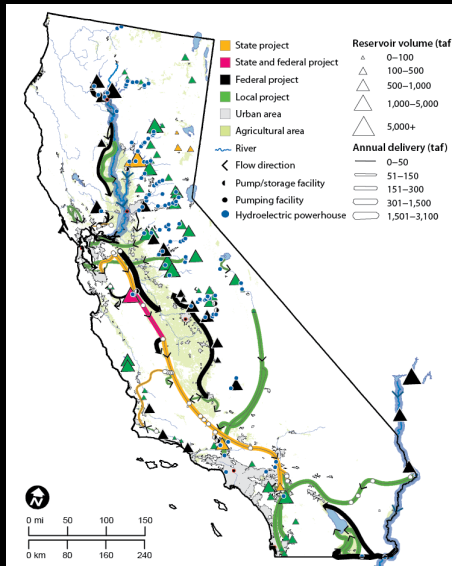 State project
State and federal project
Federal project
Local project
Urban area
Agricultural area
River
Flow direction
Pump/storage facility
Pumping facility
Hydroelectric powerhouse
Reservoir volume (taf)
0–100
100–500
500–1,000
1,000–5,000
5,000+
Annual delivery (taf)
0–50
51–150
151–300
301–1,500
1,501–3,100
N
0 mi 50 100 150
0 km 80 160 240